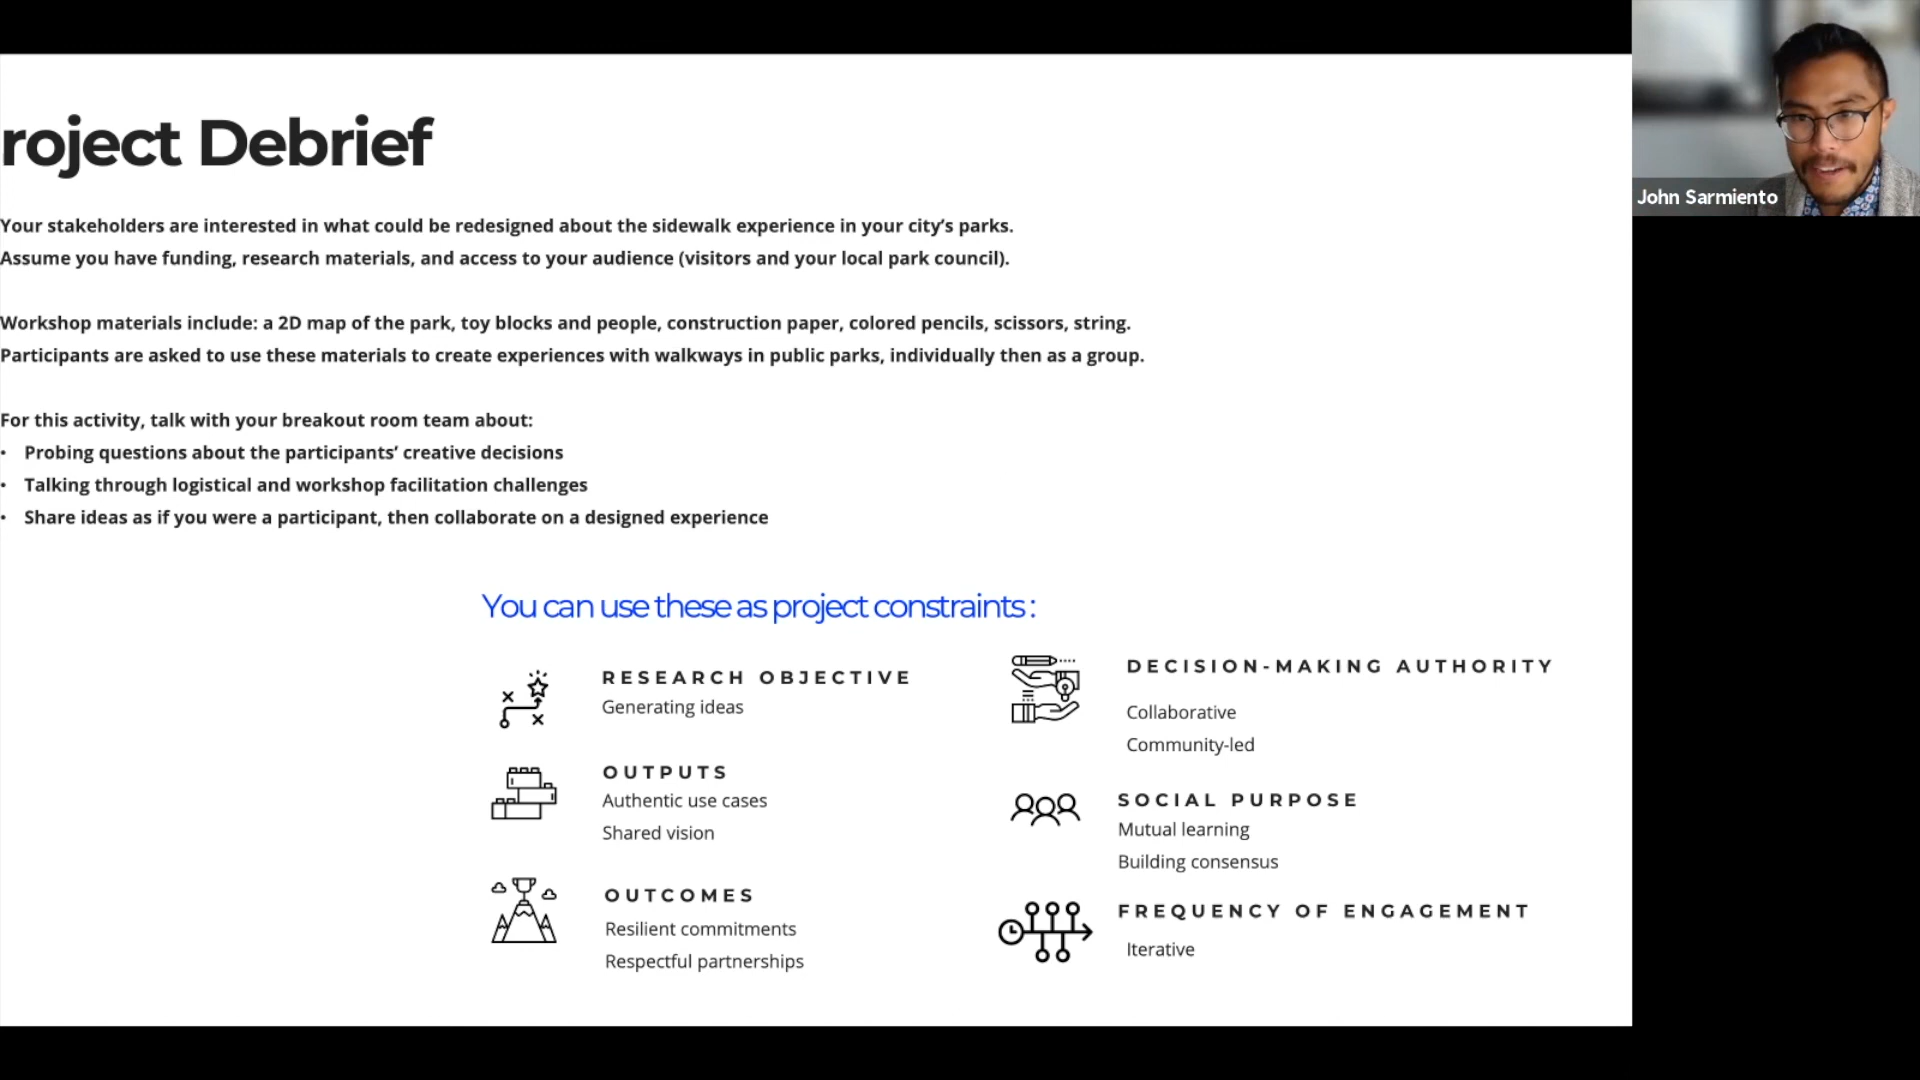 roject Debrief
Your stakeholders are interested in what could be redesigned about the sidewalk experience in your city’s parks.
Assume you have funding, research materials, and access to your audience (visitors and your local park council).
Workshop materials include: a 2D map of the park, toy blocks and people, construction paper, colored pencils, scissors, string.
Participants are asked to use these materials to create experiences with walkways in public parks, individually then as a group.
For this activity, talk with your breakout room team about:
• Probing questions about the participants’ creative decisions
• Talking through logistical and workshop facilitation challenges
• Share ideas as if you were a participant, then collaborate on a designed experience
You can use these as project constraints :
RESEARCH OBJECTIVE
Generating ideas
OUTPUTS
Authentic use cases
Shared vision
OUTCOMES
Resilient commitments
Respectful partnerships
DECISION-MAKING AUTHORITY
Collaborative
Community-led
SOCIAL PURPOSE
Mutual learning
Building consensus
FREQUENCY OF ENGAGEMENT
Iterative
John Sarmiento